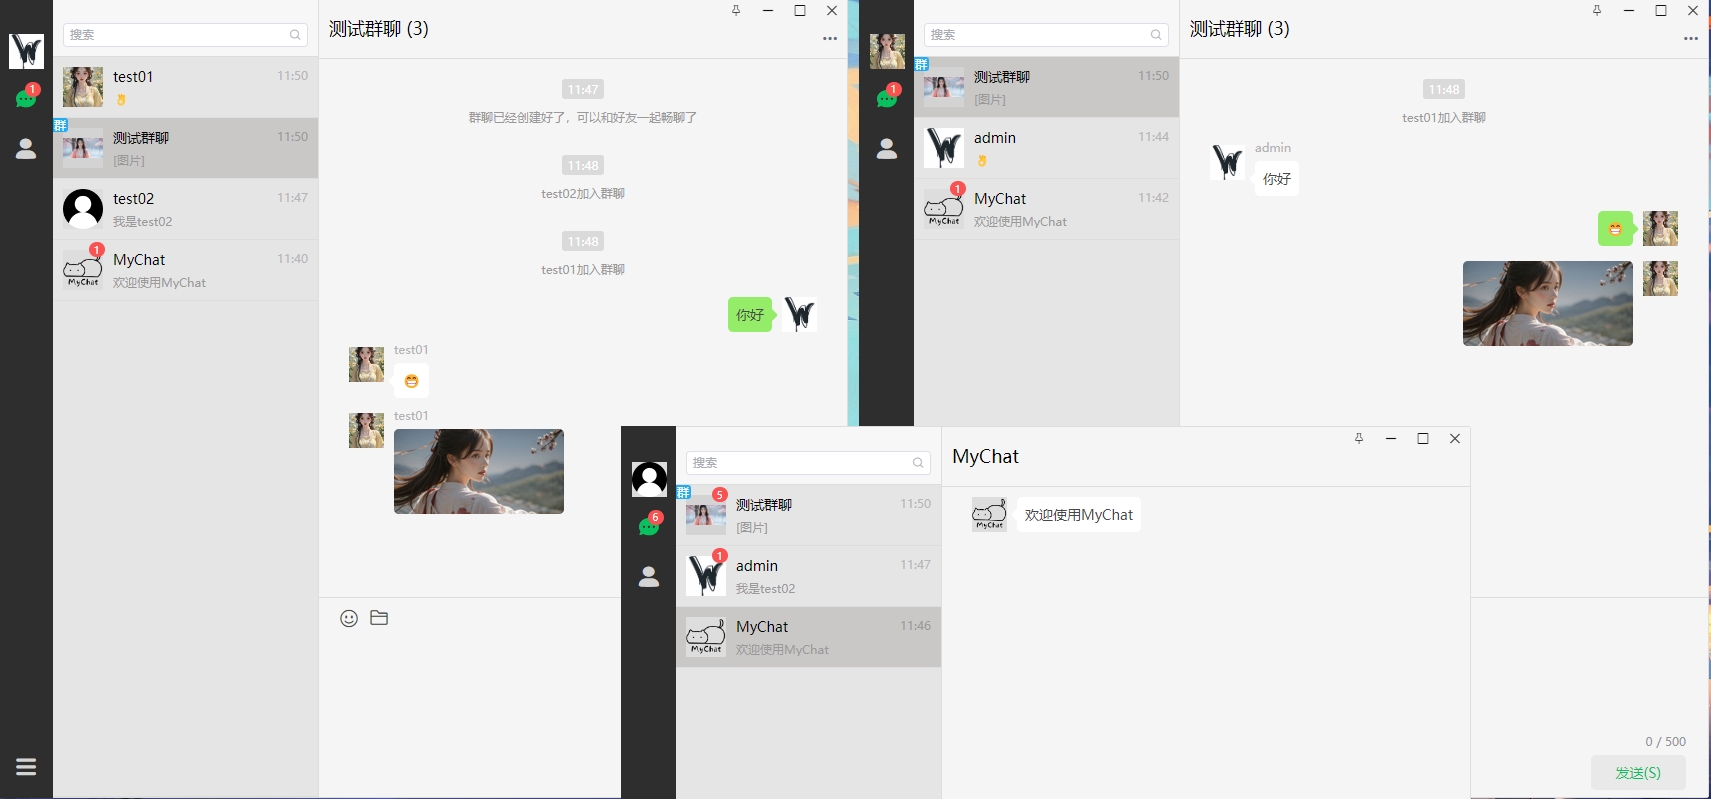 搜索
1
test01
11:50
群
测试群聊
11:50
[图片]
test02
11:47
我是test02
1
MyChat
11:40
欢迎使用MyChat
MyChat
测试群聊 (3)
11:47
群聊已经创建好了，可以和好友一起畅聊了
11:48
test02加入群聊
11:48
test01加入群聊
你好
test01
test01
搜索
1
群
测试群聊
11:50
[图片]
admin
11:44
1
MyChat
11:42
欢迎使用MyChat
MyChat
测试群聊 (3)
11:48
test01加入群聊
admin
你好
0 / 500
发送(S)
搜索
6
群
5
测试群聊
11:50
[图片]
1
admin
11:47
我是test02
MyChat
11:46
欢迎使用MyChat
MyChat
MyChat
欢迎使用MyChat
MyChat